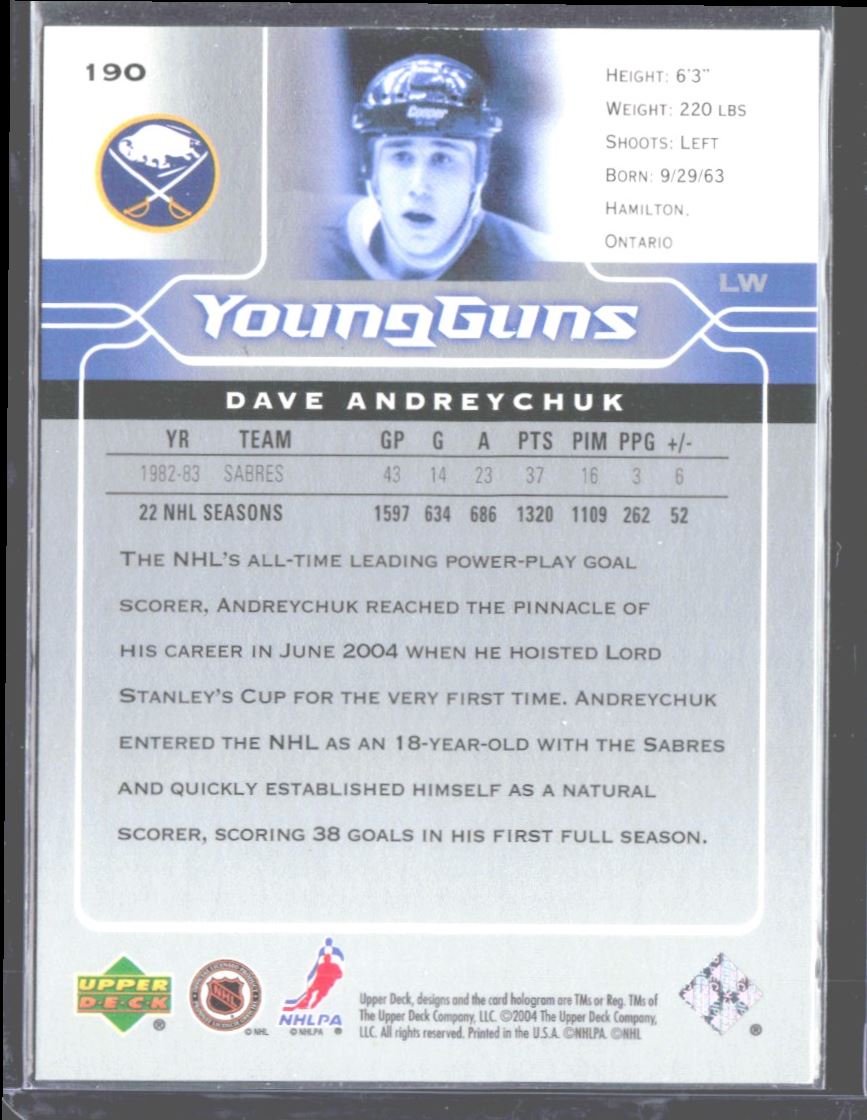 190
Cooper
HEIGHT: 6'3"
WEIGHT: 220 LBS
SHOOTS: LEFT
BORN: 9/29/63
HAMILTON,
ONTARIO
LW
YoungGuns
DAVE ANDREYCHUK
YR TEAM GP G A PTS PIM PPG +/-
1982-83 SABRES 43 14 23 37 16 3 6
22 NHL SEASONS 1597 634 686 1320 1109 262 52
THE NHL'S ALL-TIME LEADING POWER-PLAY GOAL
SCORER, ANDREYCHUK REACHED THE PINNACLE OF
HIS CAREER IN JUNE 2004 WHEN HE HOISTED LORD
STANLEY'S CUP FOR THE VERY FIRST TIME. ANDREYCHUK
ENTERED THE NHL AS AN 18-YEAR-OLD WITH THE SABRES
AND QUICKLY ESTABLISHED HIMSELF AS A NATURAL
SCORER, SCORING 38 GOALS IN HIS FIRST FULL SEASON.
UPPER
DECK ®
NHL
© NHL
NHLPA
© NHLPA ®
Upper Deck, designs and the card hologram are TMs or Reg. TMs of
The Upper Deck Company, LLC. ©2004 The Upper Deck Company,
LLC. All rights reserved. Printed in the U.S.A. ©NHLPA ©NHL
®